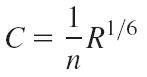 C = \frac{1}{n} R^{1/6}